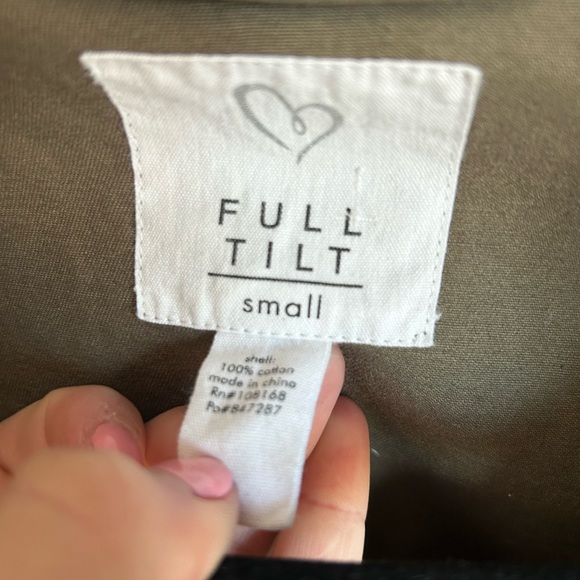 FULL
TILT
small
shell:
100% cotton
made in china
Rn#108168
Po#847287